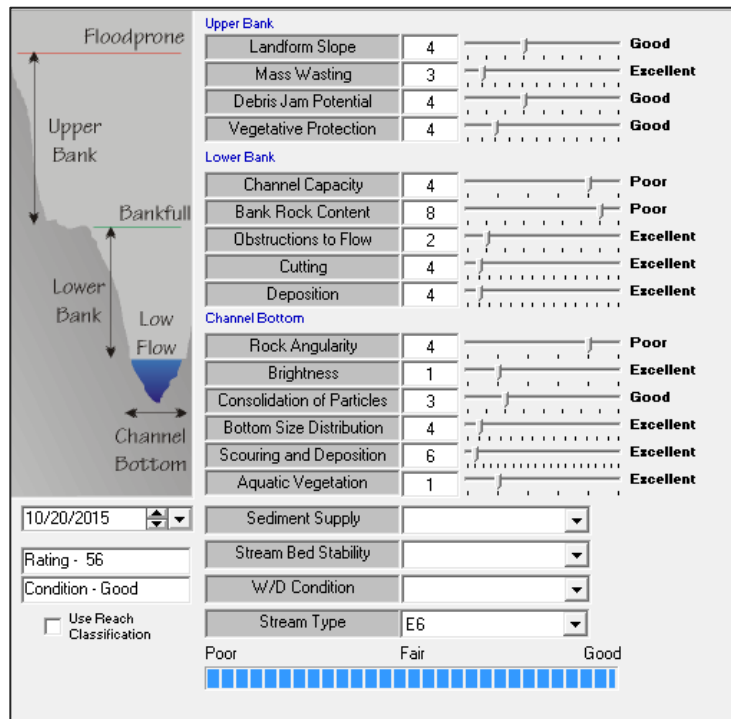 Floodprone
Upper
Bank
Bankfull
Lower
Bank
Low
Flow
Channel
Bottom
10/20/2015
Rating - 56
Condition - Good
Use Reach
Classification
Upper Bank
Landform Slope 4 Good
Mass Wasting 3 Excellent
Debris Jam Potential 4 Good
Vegetative Protection 4 Good
Lower Bank
Channel Capacity 4 Poor
Bank Rock Content 8 Poor
Obstructions to Flow 2 Excellent
Cutting 4 Excellent
Deposition 4 Excellent
Channel Bottom
Rock Angularity 4 Poor
Brightness 1 Excellent
Consolidation of Particles 3 Good
Bottom Size Distribution 4 Excellent
Scouring and Deposition 6 Excellent
Aquatic Vegetation 1 Excellent
Sediment Supply
Stream Bed Stability
W/D Condition
Stream Type E6
Poor Fair Good